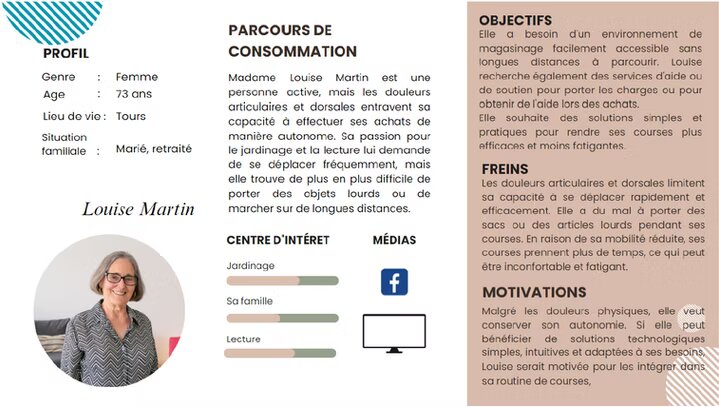 PROFIL
Genre : Femme
Age : 73 ans
Lieu de vie : Tours
Situation
familiale : Marié, retraité
Louise Martin
PARCOURS DE
CONSOMMATION
Madame Louise Martin est une
personne active, mais les douleurs
articulaires et dorsales entravent sa
capacité à effectuer ses achats de
manière autonome. Sa passion pour
le jardinage et la lecture lui demande
de se déplacer fréquemment, mais
elle trouve de plus en plus difficile de
porter des objets lourds ou de
marcher sur de longues distances.
CENTRE D'INTÉRET
Jardinage
Sa famille
Lecture
MÉDIAS
OBJECTIFS
Elle a besoin d'un environnement de
magasinage facilement accessible sans
longues distances à parcourir. Louise
recherche également des services d'aide ou
de soutien pour porter les charges ou pour
obtenir de l'aide lors des achats.
Elle souhaite des solutions simples et
pratiques pour rendre ses courses plus
efficaces et moins fatigantes.
FREINS
Les douleurs articulaires et dorsales limitent
sa capacité à se déplacer rapidement et
efficacement. Elle a du mal à porter des
sacs ou des articles lourds pendant ses
courses. En raison de sa mobilité réduite, ses
courses prennent plus de temps, ce qui peut
être inconfortable et fatigant.
MOTIVATIONS
Malgré les douleurs physiques, elle veut
conserver son autonomie. Si elle peut
bénéficier de solutions technologiques
simples, intuitives et adaptées à ses besoins,
Louise serait motivée pour les intégrer dans
sa routine de courses,